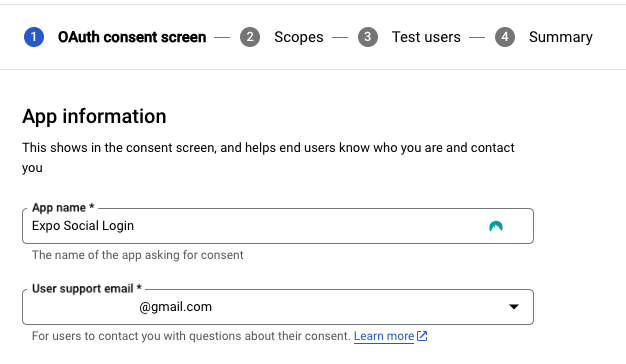 1 OAuth consent screen — 2 Scopes — 3 Test users — 4 Summary
App information
This shows in the consent screen, and helps end users know who you are and contact
you
App name *
Expo Social Login
The name of the app asking for consent
User support email *
@gmail.com
For users to contact you with questions about their consent. Learn more